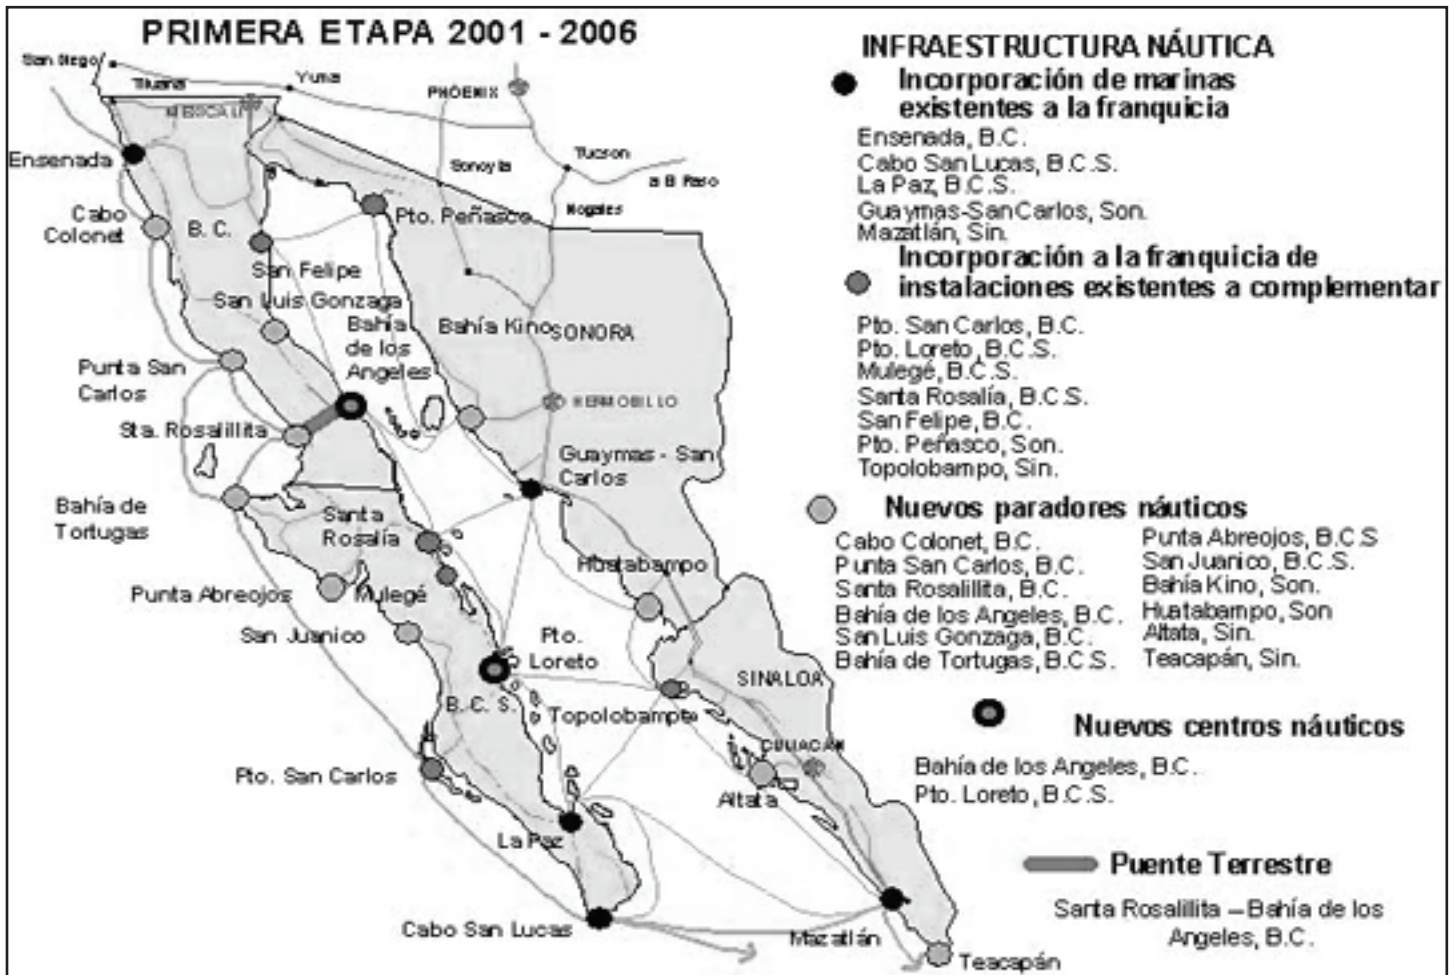 PRIMERA ETAPA 2001 - 2006
San Diego
Tijuana
Yuma
MEXICALI
PHOENIX
Ensenada
Sonoyta
Tucson
a El Paso
Cabo
Colonet
B. C.
Pto. Peñasco
Nogales
San Felipe
San Luis Gonzaga
Bahía
de los
Angeles
Bahía Kino
SONORA
Punta San
Carlos
HERMOSILLO
Sta. Rosalillita
Guaymas - San
Carlos
Bahía de
Tortugas
Santa
Rosalía
Huatabampo
Punta Abreojos
Mulegé
San Juanico
Pto.
Loreto
SINALOA
B. C. S.
Topolobampo
CULIACAN
Pto. San Carlos
Altata
La Paz
Cabo San Lucas
Mazatlán
Teacapán
INFRAESTRUCTURA NÁUTICA
Incorporación de marinas
existentes a la franquicia
Ensenada, B.C.
Cabo San Lucas, B.C.S.
La Paz, B.C.S.
Guaymas-San Carlos, Son.
Mazatlán, Sin.
Incorporación a la franquicia de
instalaciones existentes a complementar
Pto. San Carlos, B.C.
Pto. Loreto, B.C.S.
Mulegé, B.C.S.
Santa Rosalía, B.C.S.
San Felipe, B.C.
Pto. Peñasco, Son.
Topolobampo, Sin.
Nuevos paradores náuticos
Cabo Colonet, B.C.
Punta San Carlos, B.C.
Santa Rosalillita, B.C.
Bahía de los Angeles, B.C.
San Luis Gonzaga, B.C.
Bahía de Tortugas, B.C.S.
Punta Abreojos, B.C.S
San Juanico, B.C.S.
Bahía Kino, Son.
Huatabampo, Son
Altata, Sin.
Teacapán, Sin.
Nuevos centros náuticos
Bahía de los Angeles, B.C.
Pto. Loreto, B.C.S.
Puente Terrestre
Santa Rosalillita – Bahía de los
Angeles, B.C.